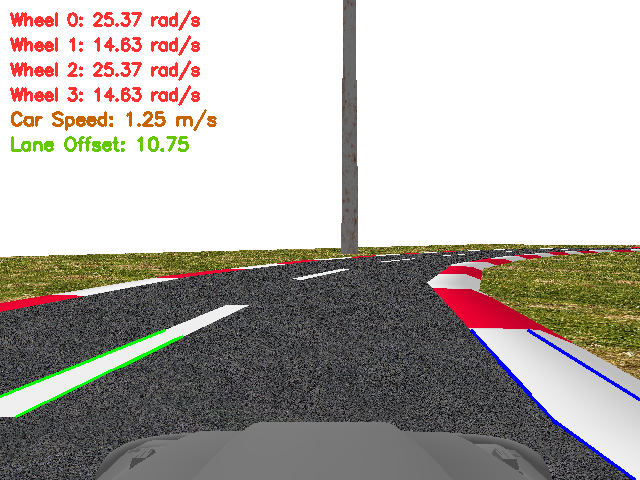 Wheel 0: 25.37 rad/s
Wheel 1: 14.63 rad/s
Wheel 2: 25.37 rad/s
Wheel 3: 14.63 rad/s
Car Speed: 1.25 m/s
Lane Offset: 10.75